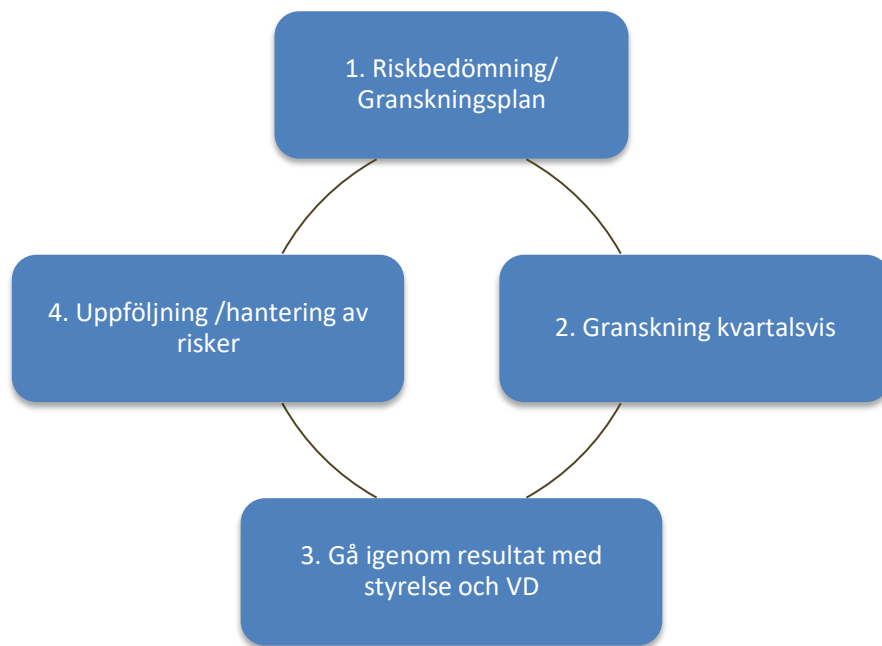 1. Riskbedömning/
Granskningsplan
2. Granskning kvartalsvis
3. Gå igenom resultat med
styrelse och VD
4. Uppföljning /hantering av
risker